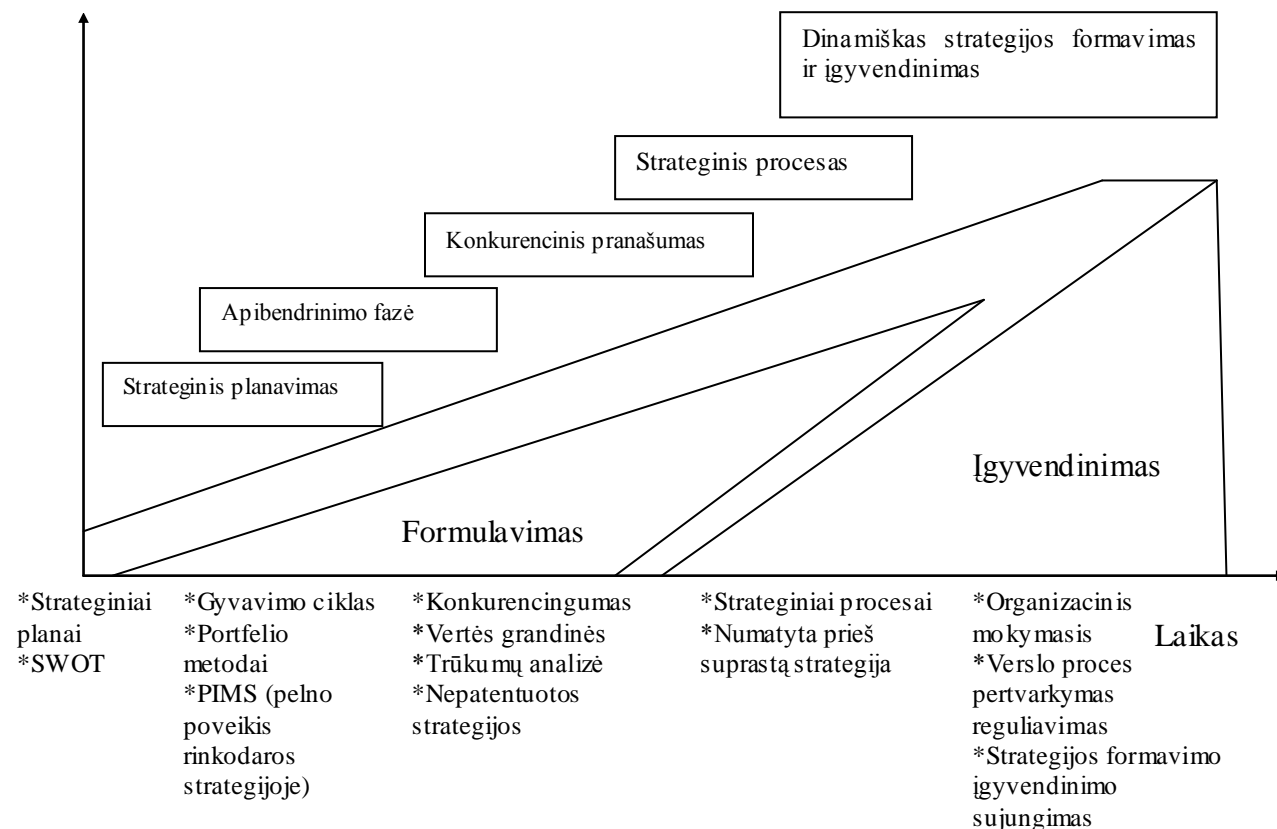 Dinamiškas strategijos formavimas
ir įgyvendinimas
Strateginis procesas
Konkurencinis pranašumas
Apibendrinimo fazė
Strateginis planavimas
Įgyvendinimas
Formulavimas
*Strateginiai
planai
*SWOT
*Gyvavimo ciklas
*Portfelio
metodai
*PIMS (pelno
poveikis
rinkodaros
strategijoje)
*Konkurencingumas
*Vertės grandinės
*Trūkumų analizė
*Nepatentuotos
strategijos
*Strateginiai procesai
*Numatyta prieš
suprastą strategija
*Organizacinis
mokymasis
*Verslo proces
pertvarkymas
reguliavimas
*Strategijos formavimo
įgyvendinimo
sujungimas
Laikas